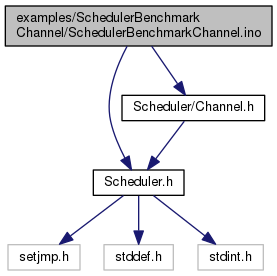 examples/SchedulerBenchmark
Channel/SchedulerBenchmarkChannel.ino
Scheduler/Channel.h
Scheduler.h
setjmp.h
stddef.h
stdint.h